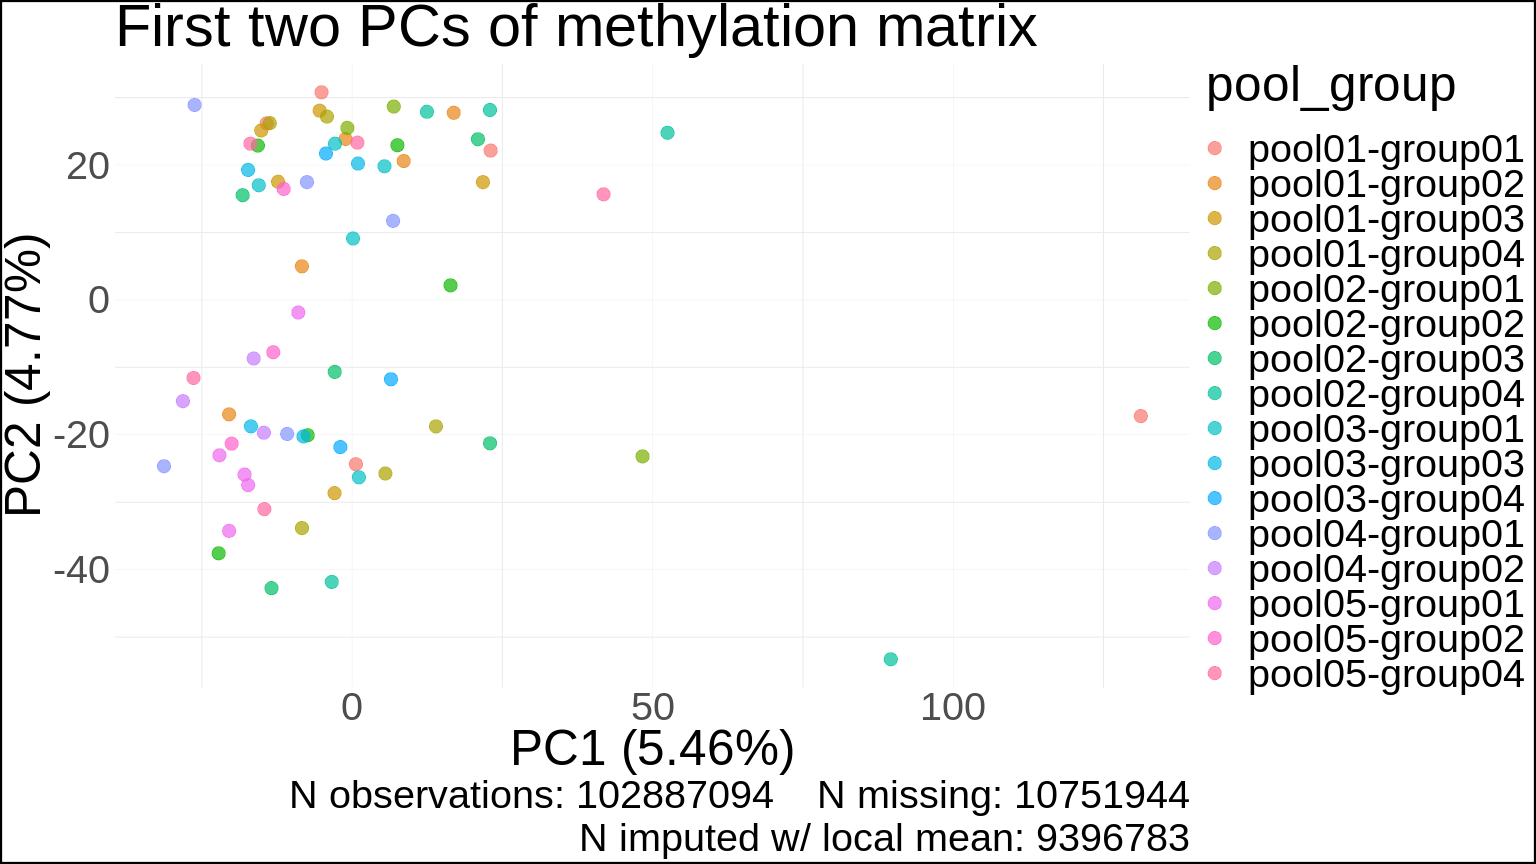 First two PCs of methylation matrix
pool_group
pool01-group01
pool01-group02
pool01-group03
pool01-group04
pool02-group01
pool02-group02
pool02-group03
pool02-group04
pool03-group01
pool03-group03
pool03-group04
pool04-group01
pool04-group02
pool05-group01
pool05-group02
pool05-group04
PC2 (4.77%)
20
0
-20
-40
0 50 100
PC1 (5.46%)
N observations: 102887094 N missing: 10751944
N imputed w/ local mean: 9396783